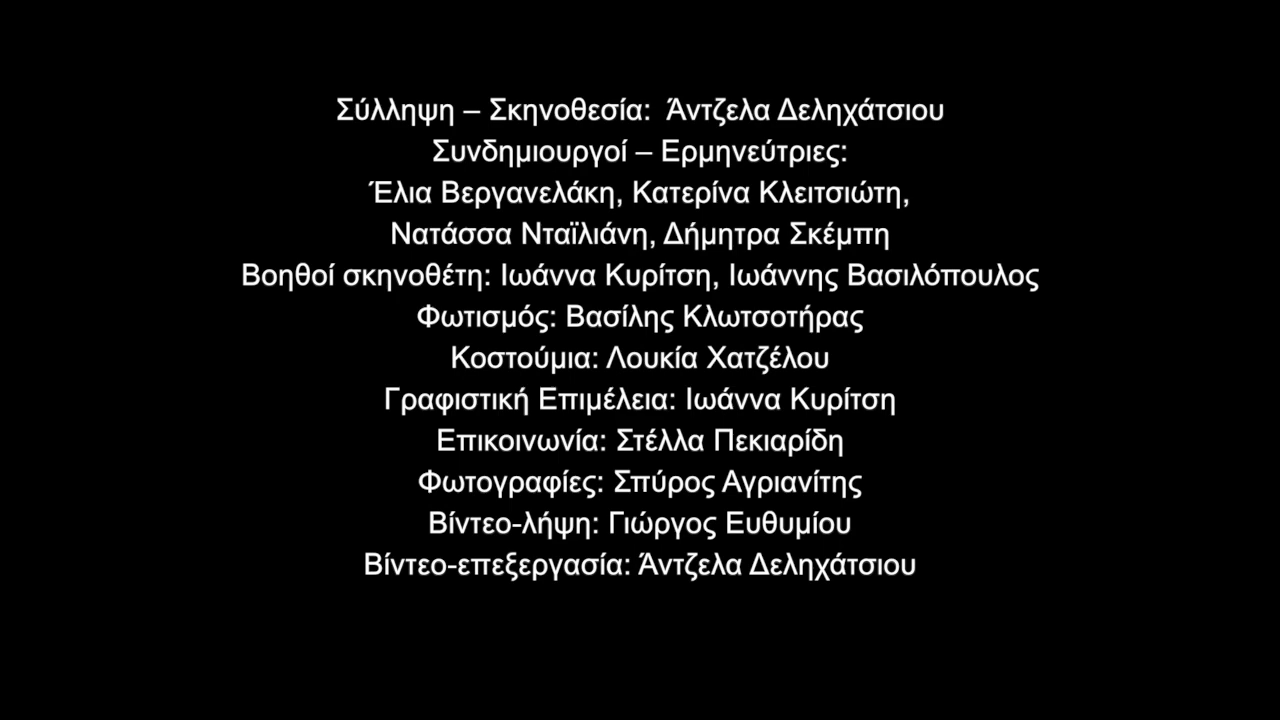 Σύλληψη – Σκηνοθεσία:  Άντζελα Δεληχάτσιου
Συνδημιουργοί – Ερμηνεύτριες:
Έλια Βεργανελάκη, Κατερίνα Κλειτσιώτη,
Νατάσσα Νταϊλιάνη, Δήμητρα Σκέμπη
Βοηθοί σκηνοθέτη: Ιωάννα Κυρίτση, Ιωάννης Βασιλόπουλος
Φωτισμός: Βασίλης Κλωτσοτήρας
Κοστούμια: Λουκία Χατζέλου
Γραφιστική Επιμέλεια: Ιωάννα Κυρίτση
Επικοινωνία: Στέλλα Πεκιαρίδη
Φωτογραφίες: Σπύρος Αγριανίτης
Βίντεο-λήψη: Γιώργος Ευθυμίου
Βίντεο-επεξεργασία: Άντζελα Δεληχάτσιου